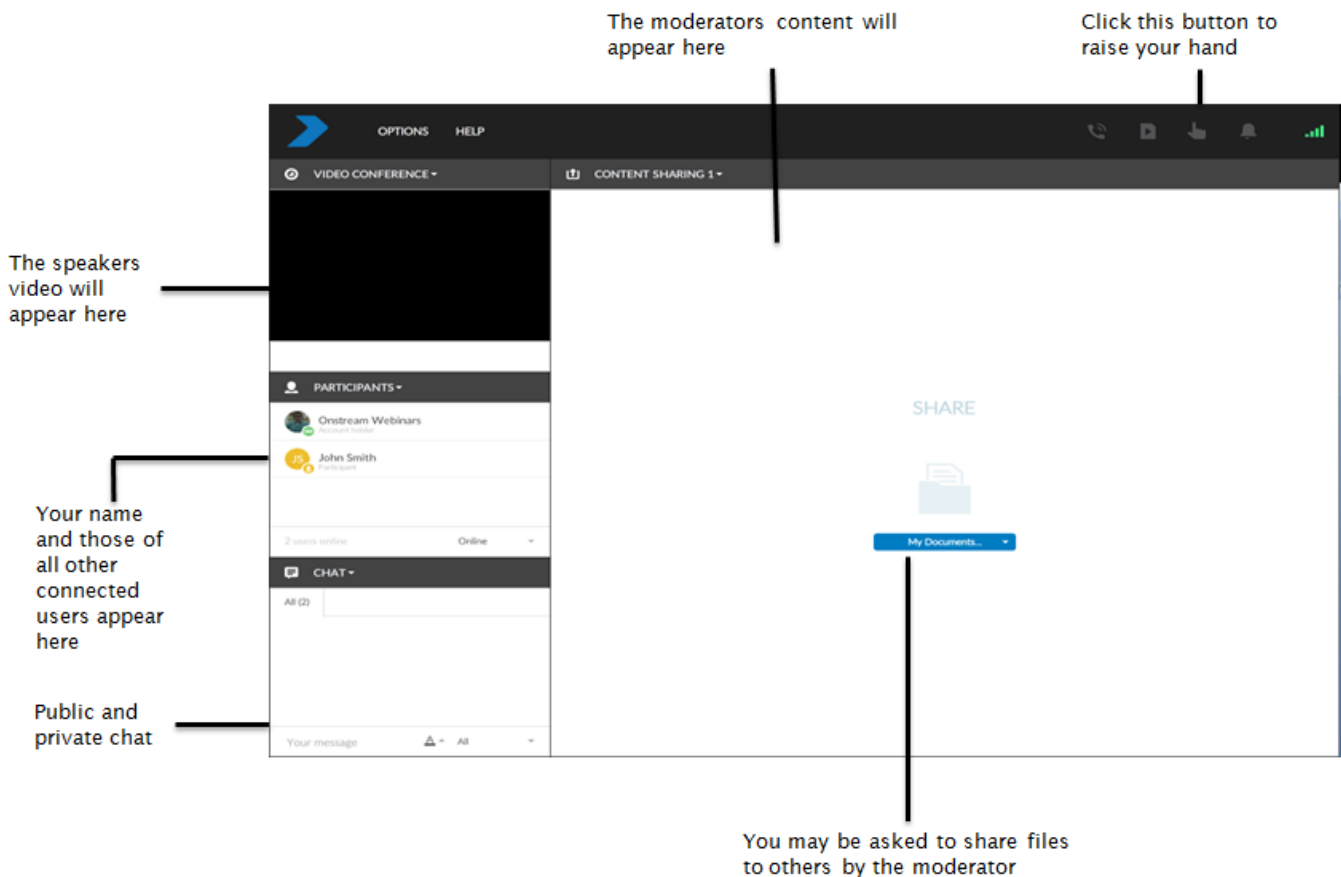 The moderators content will
appear here
Click this button to
raise your hand
OPTIONS HELP
VIDEO CONFERENCE
CONTENT SHARING 1
The speakers
video will
appear here
PARTICIPANTS
Onstream Webinars
Account holder
JS
John Smith
Participant
SHARE
Your name
and those of
all other
connected
users appear
here
2 users online Online
My Documents...
CHAT
All (2)
Public and
private chat
Your message A All
You may be asked to share files
to others by the moderator